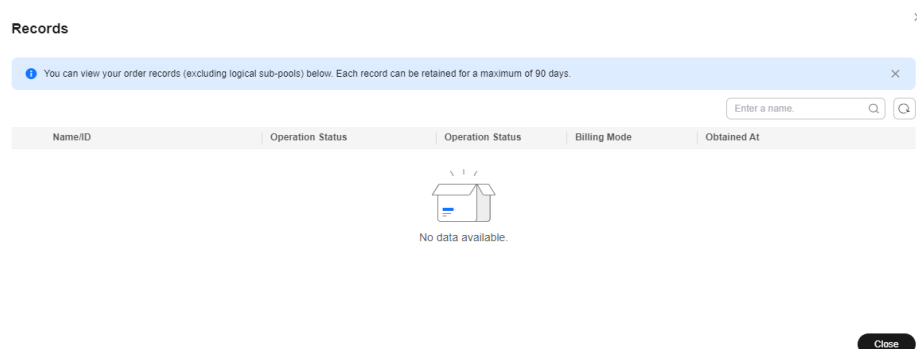 Records
You can view your order records (excluding logical sub-pools) below. Each record can be retained for a maximum of 90 days.
Enter a name.
Name/ID Operation Status Operation Status Billing Mode Obtained At
No data available.
Close